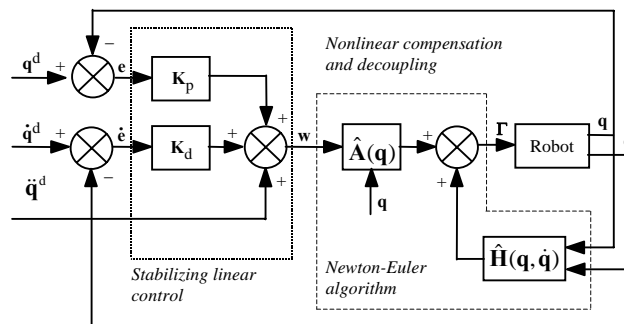 Nonlinear compensation
and decoupling
q^d + − e K_p
+
q̇^d + − ė K_d + + w Â(q) + + Γ Robot q
q̈^d
q
Ĥ(q, q̇)
Stabilizing linear
control
Newton-Euler
algorithm